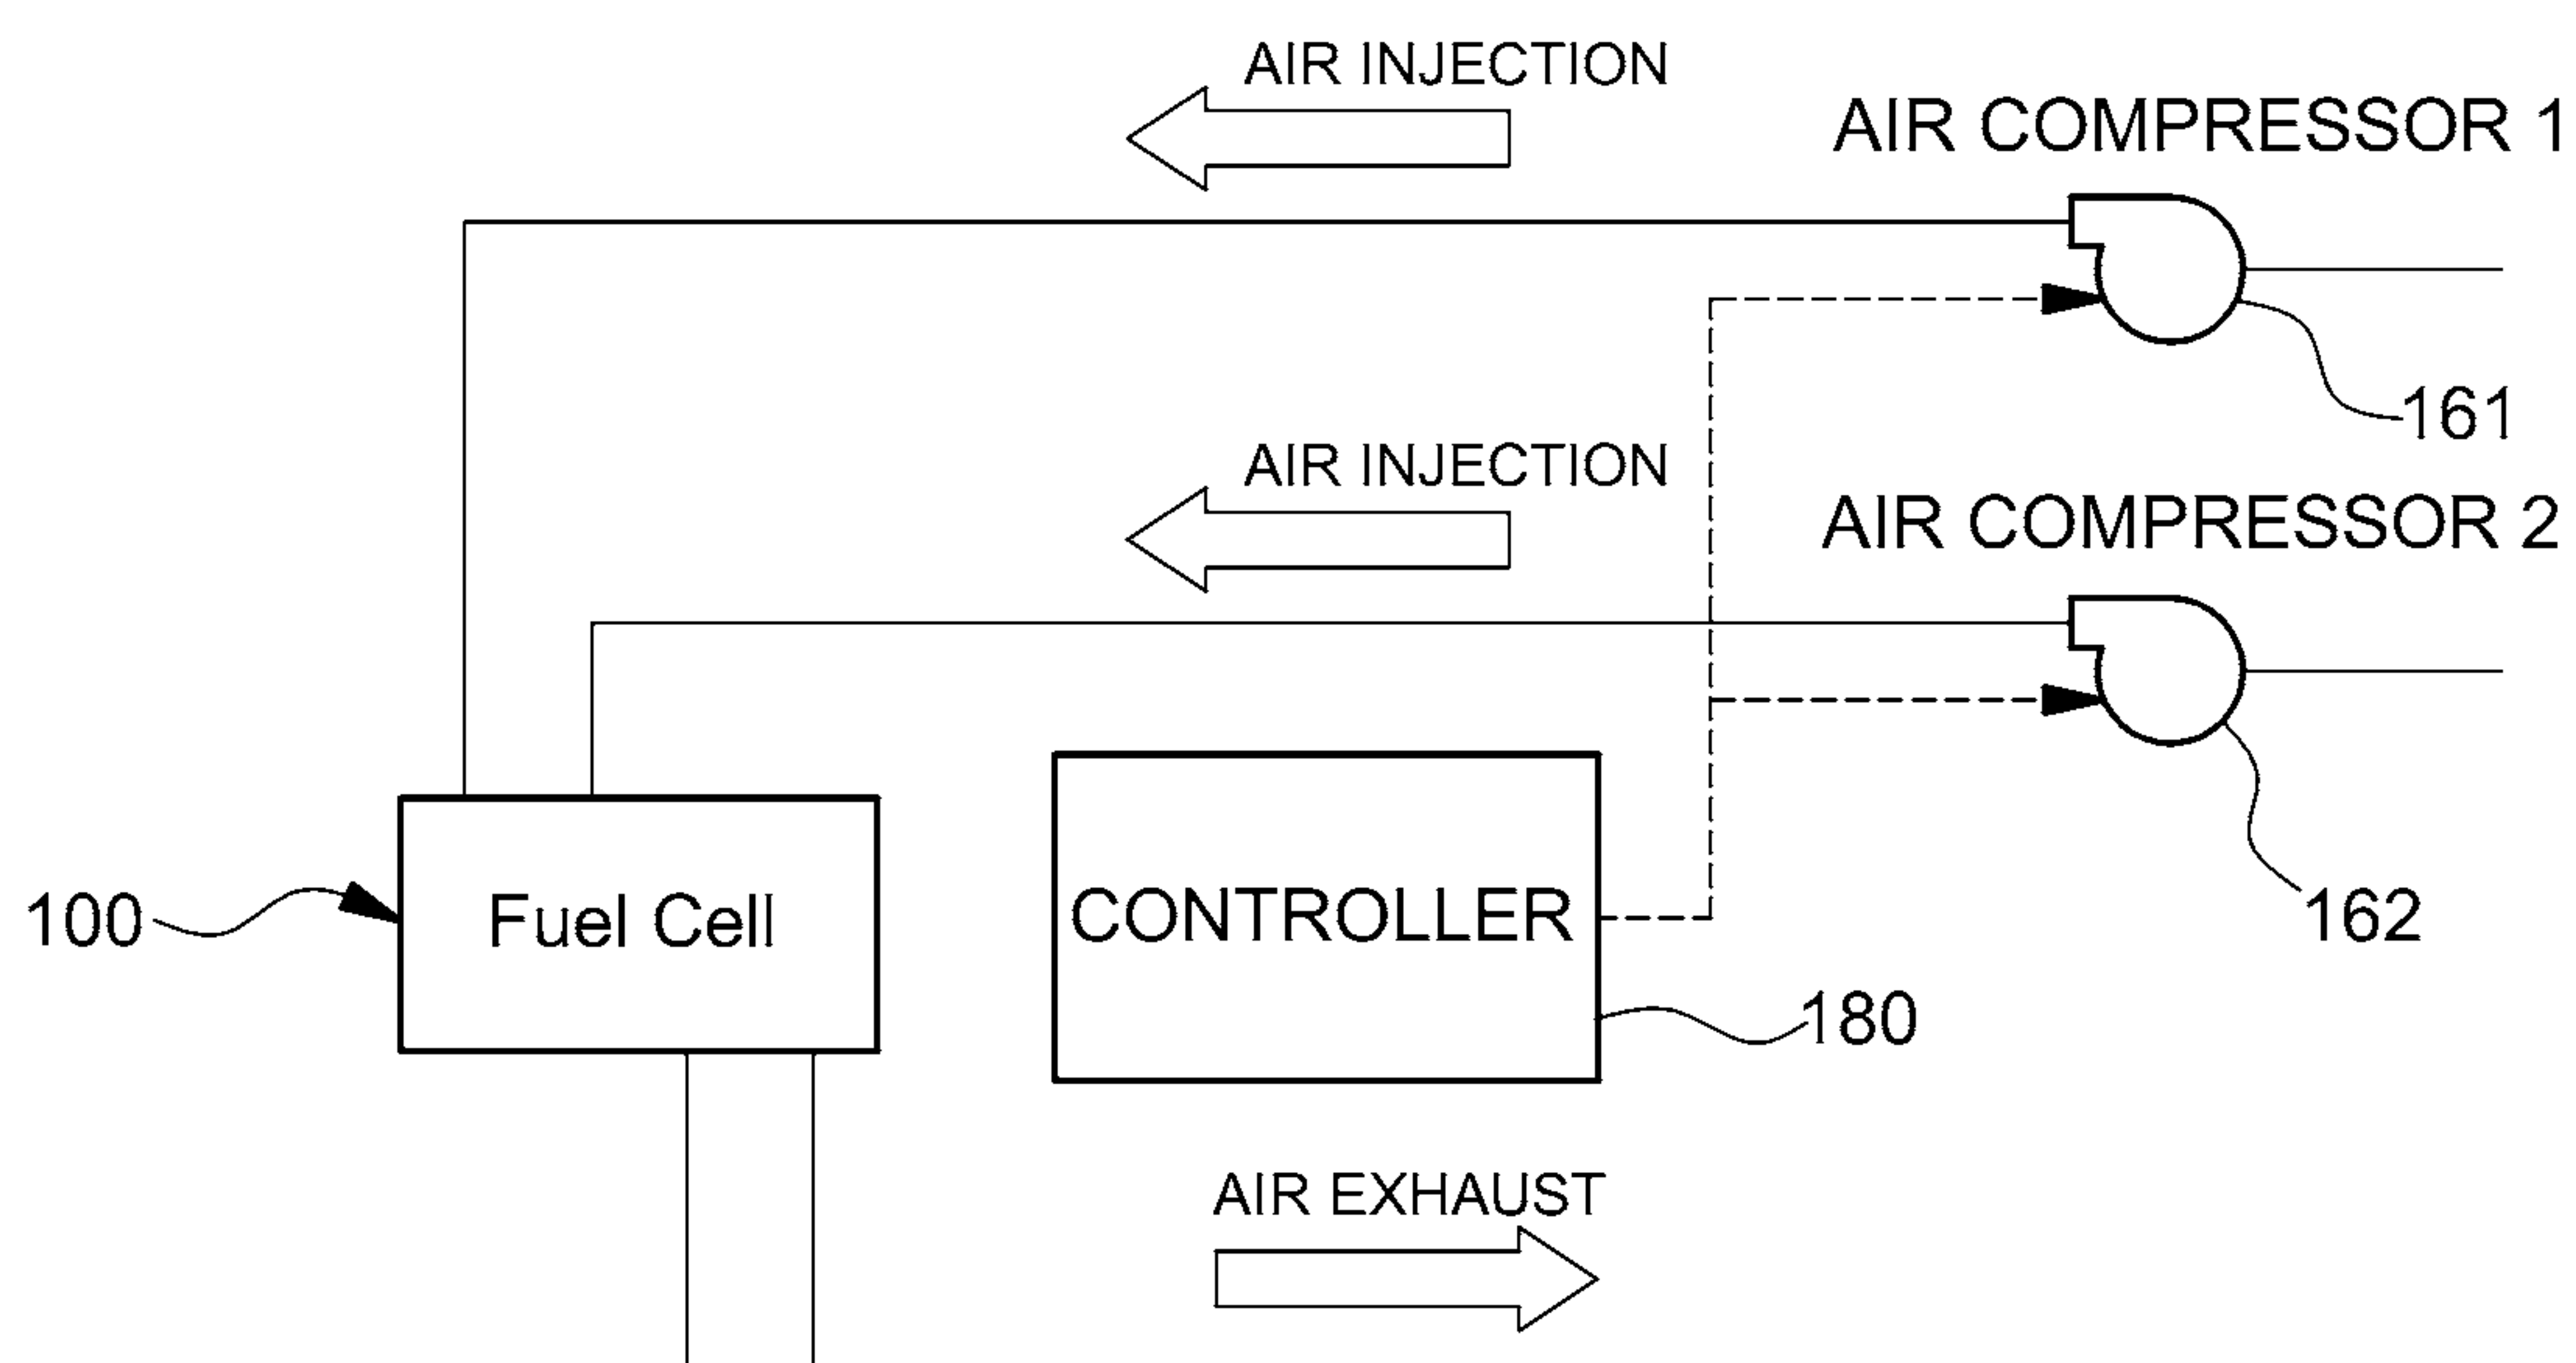 AIR INJECTION
AIR COMPRESSOR 1
161
AIR INJECTION
AIR COMPRESSOR 2
162
100
Fuel Cell
CONTROLLER
180
AIR EXHAUST